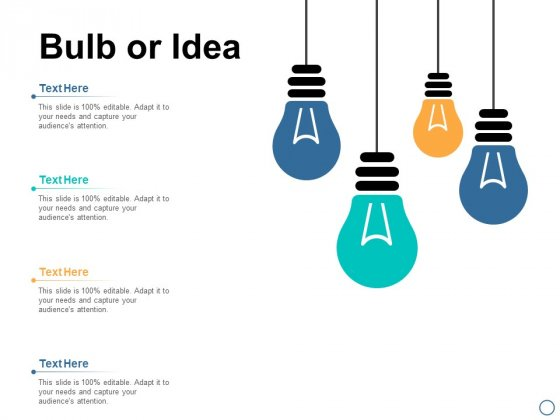 Bulb or Idea
Text Here
This slide is 100% editable. Adapt it to
your needs and capture your
audience's attention.
Text Here
This slide is 100% editable. Adapt it to
your needs and capture your
audience's attention.
Text Here
This slide is 100% editable. Adapt it to
your needs and capture your
audience's attention.
Text Here
This slide is 100% editable. Adapt it to
your needs and capture your
audience's attention.